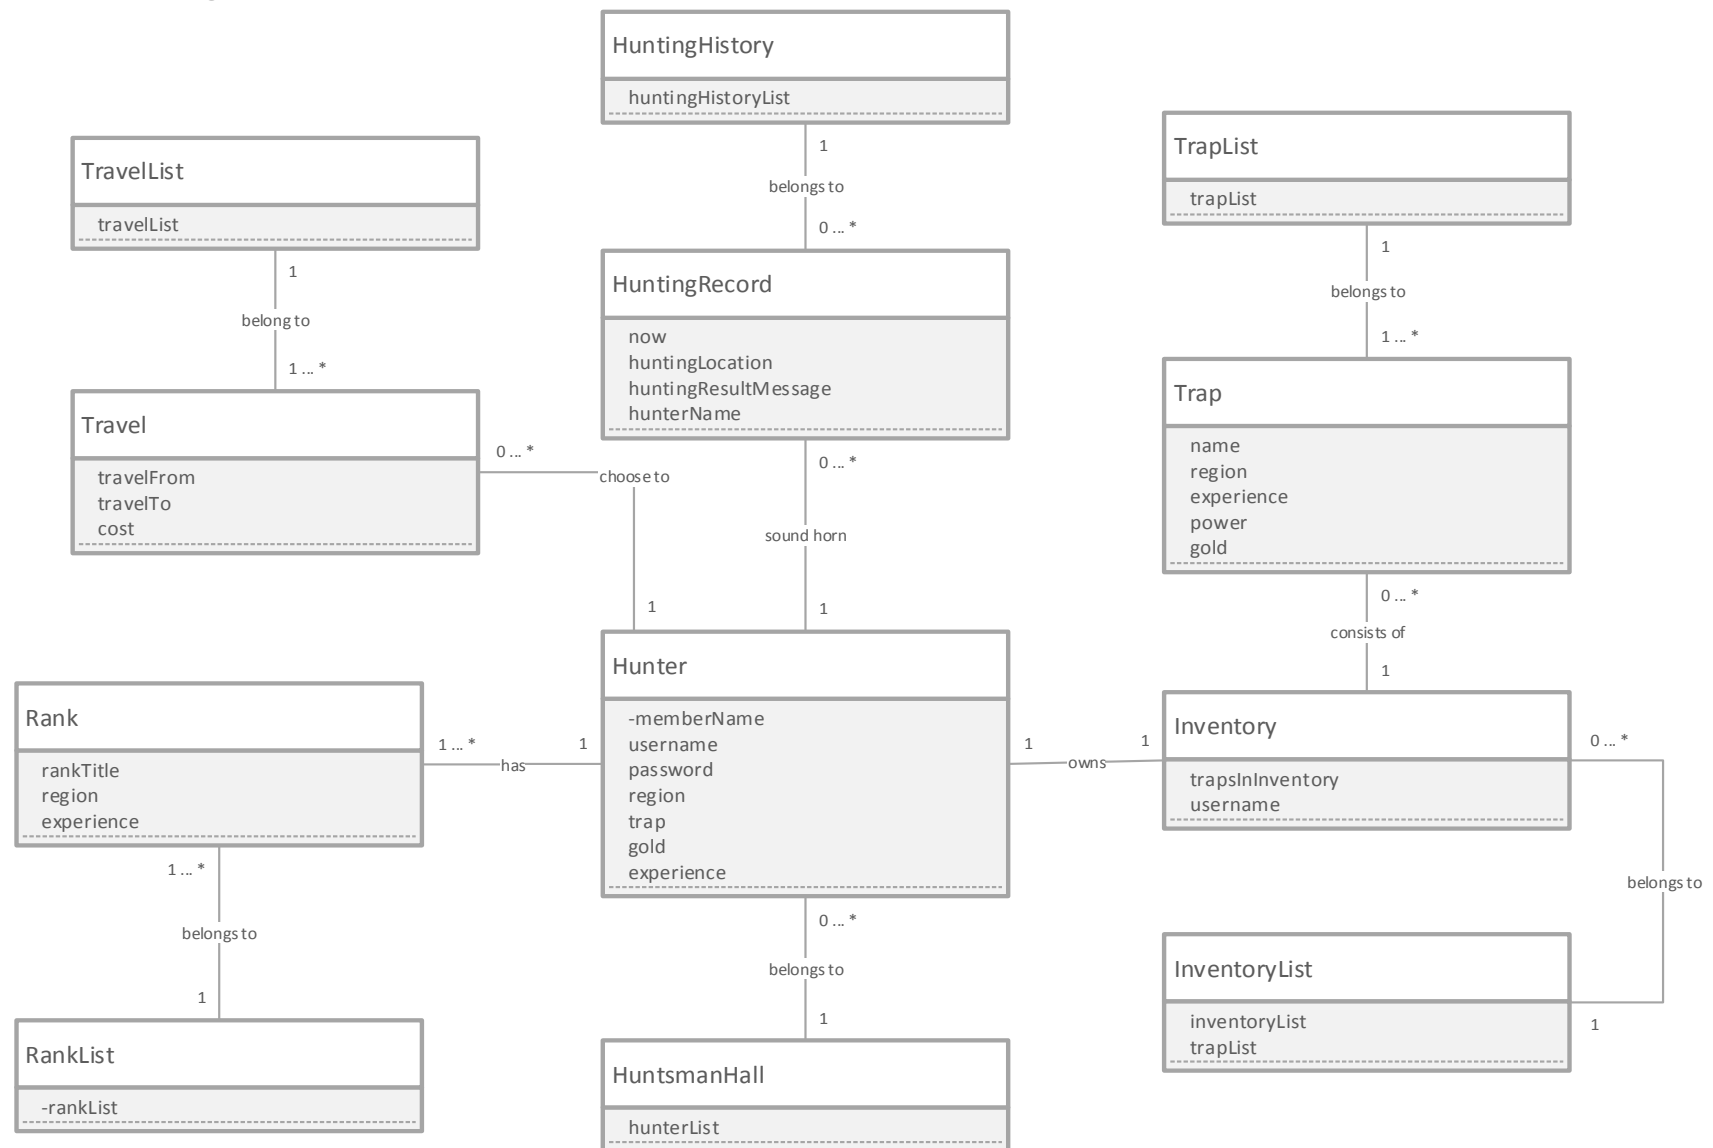 HuntingHistory
huntingHistoryList
1
belongs to
0 ... *
TravelList
travelList
1
belong to
1 ... *
TrapList
trapList
1
belongs to
1 ... *
HuntingRecord
now
huntingLocation
huntingResultMessage
hunterName
0 ... *
sound horn
1
Travel
travelFrom
travelTo
cost
0 ... *
choose to
1
Trap
name
region
experience
power
gold
0 ... *
consists of
1
Hunter
-memberName
username
password
region
trap
gold
experience
Rank
rankTitle
region
experience
1 ... *
has
1
1
owns
1
Inventory
trapsInInventory
username
0 ... *
belongs to
1
1 ... *
belongs to
1
0 ... *
belongs to
1
InventoryList
inventoryList
trapList
RankList
-rankList
HuntsmanHall
hunterList